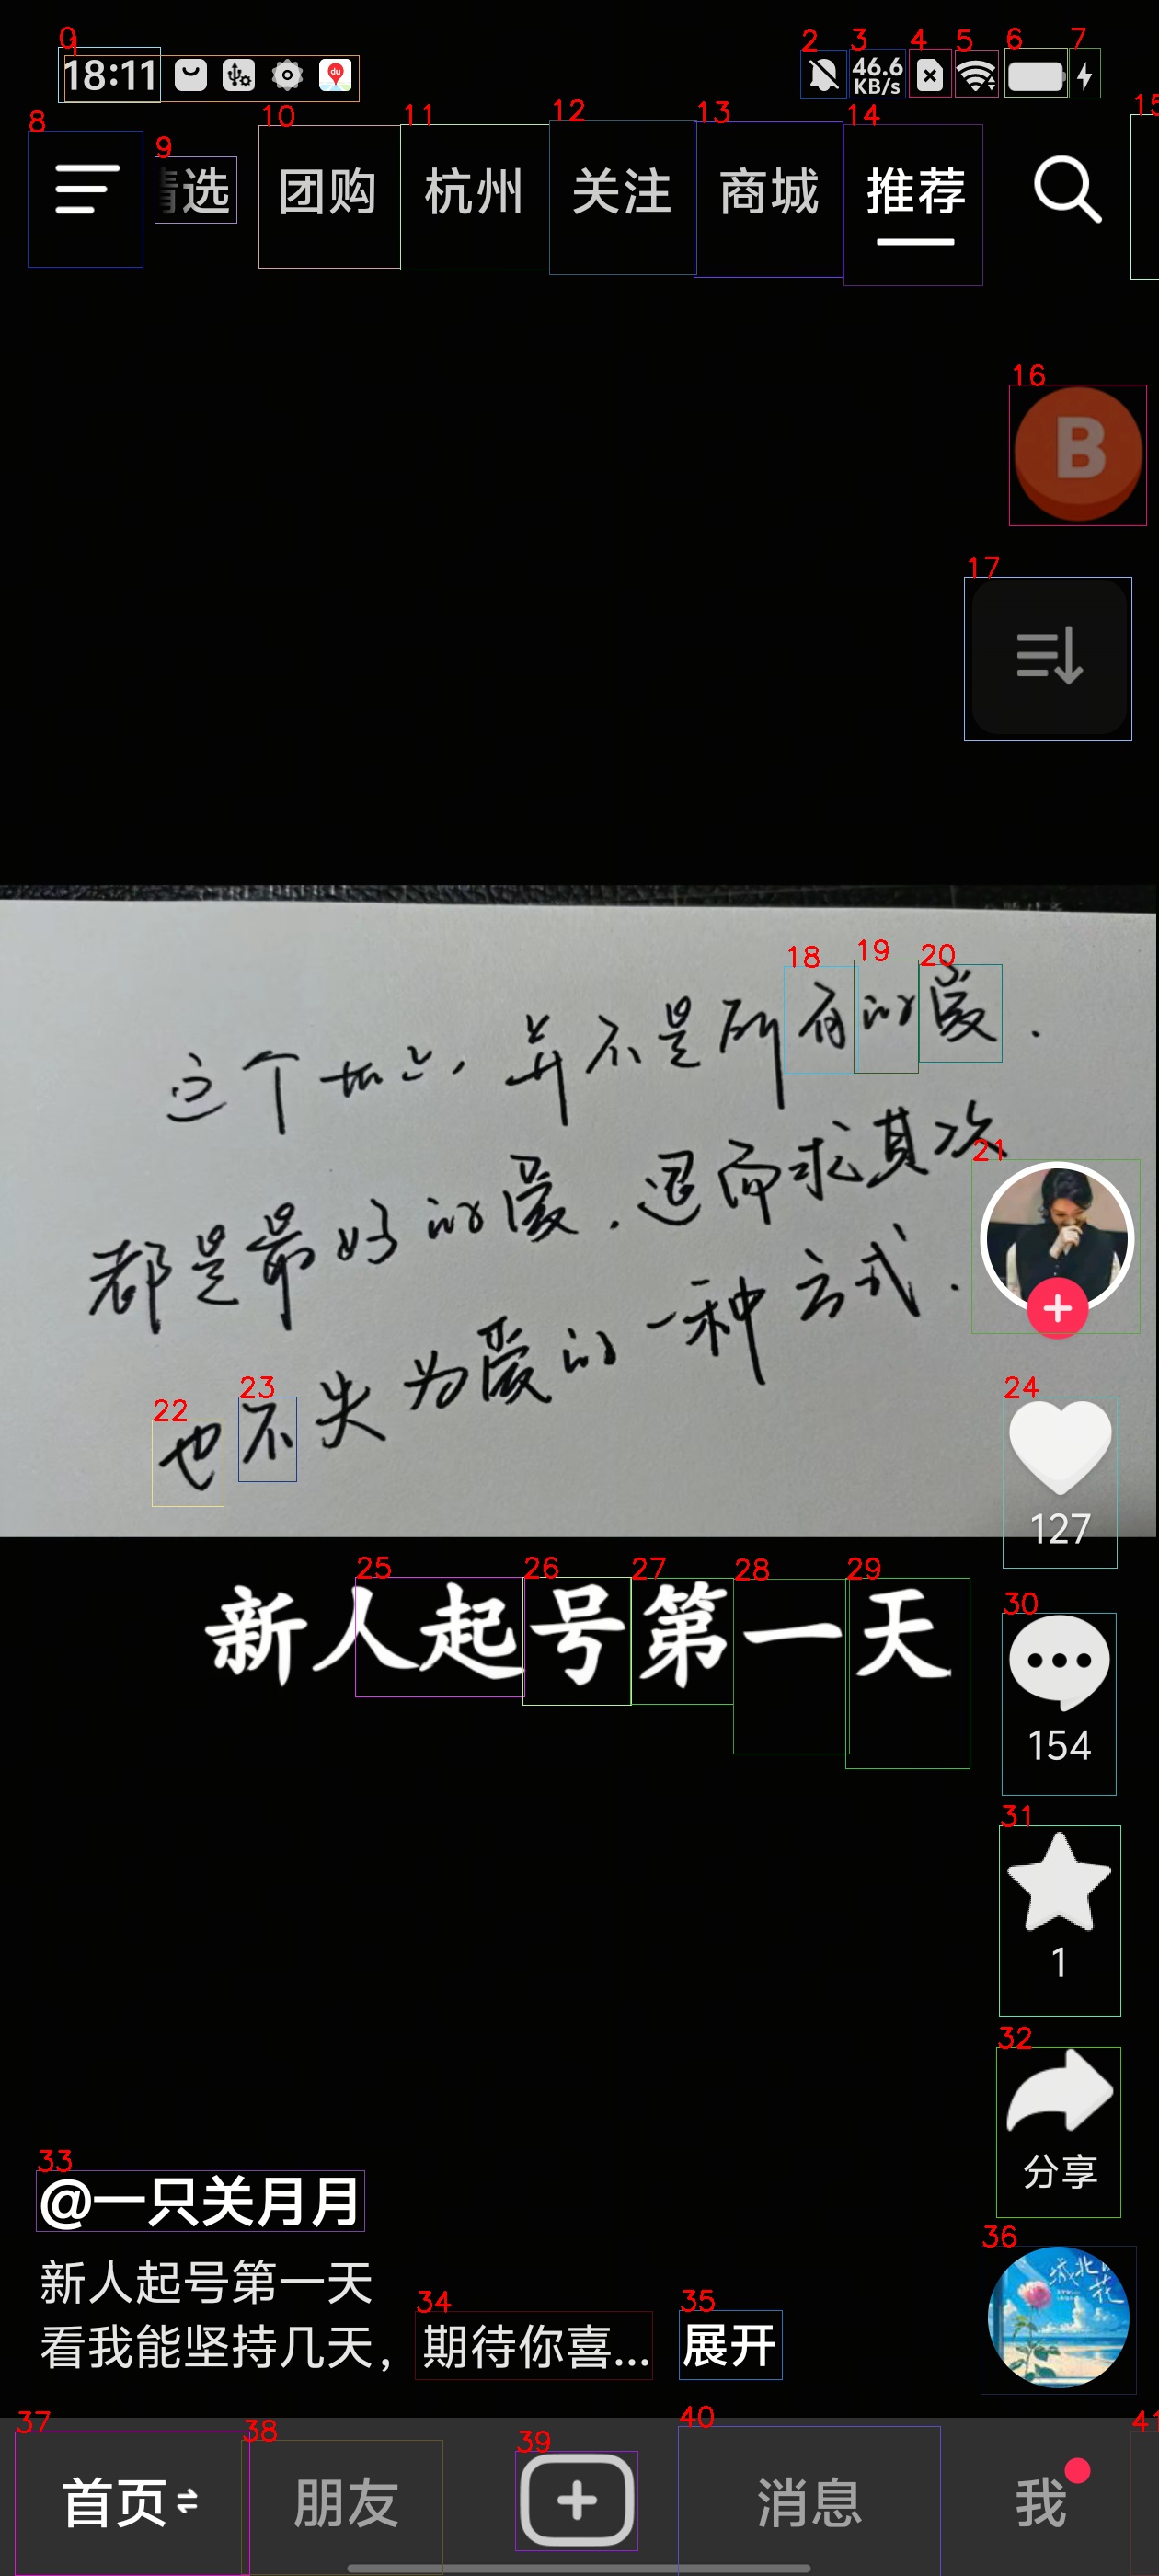 18:11
46.6 KB/s
精选 团购 杭州 关注 商城 推荐
B
这个世上,并不是所有的爱.
都是最好的爱.退而求其次
也不失为爱的一种方式.
127
新人起号第一天
154
1
分享
@一只关月月
新人起号第一天
看我能坚持几天,期待你喜... 展开
首页 朋友 消息 我